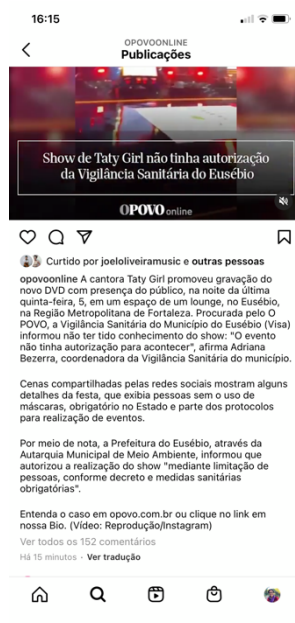 16:15
OPOVOONLINE
Publicações
Show de Taty Girl não tinha autorização
da Vigilância Sanitária do Eusébio
OPOVO online
Curtido por joeloliveiramusic e outras pessoas
opovoonline A cantora Taty Girl promoveu gravação do
novo DVD com presença do público, na noite da última
quinta-feira, 5, em um espaço de um lounge, no Eusébio,
na Região Metropolitana de Fortaleza. Procurada pelo O
POVO, a Vigilância Sanitária do Município do Eusébio (Visa)
informou não ter tido conhecimento do show: "O evento
não tinha autorização para acontecer", afirma Adriana
Bezerra, coordenadora da Vigilância Sanitária do município.
Cenas compartilhadas pelas redes sociais mostram alguns
detalhes da festa, que exibia pessoas sem o uso de
máscaras, obrigatório no Estado e parte dos protocolos
para realização de eventos.
Por meio de nota, a Prefeitura do Eusébio, através da
Autarquia Municipal de Meio Ambiente, informou que
autorizou a realização do show "mediante limitação de
pessoas, conforme decreto e medidas sanitárias
obrigatórias".
Entenda o caso em opovo.com.br ou clique no link em
nossa Bio. (Vídeo: Reprodução/Instagram)
Ver todos os 152 comentários
Há 15 minutos · Ver tradução